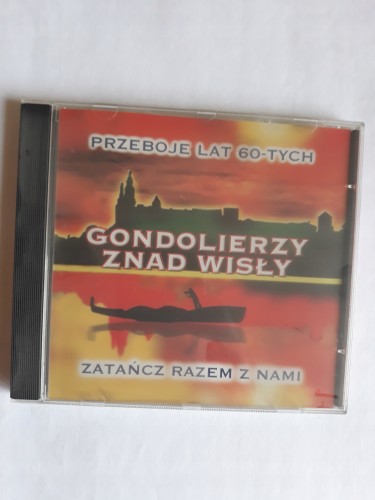 PRZEBOJE LAT 60-TYCH
GONDOLIERZY
ZNAD WISŁY
ZATAŃCZ RAZEM Z NAMI